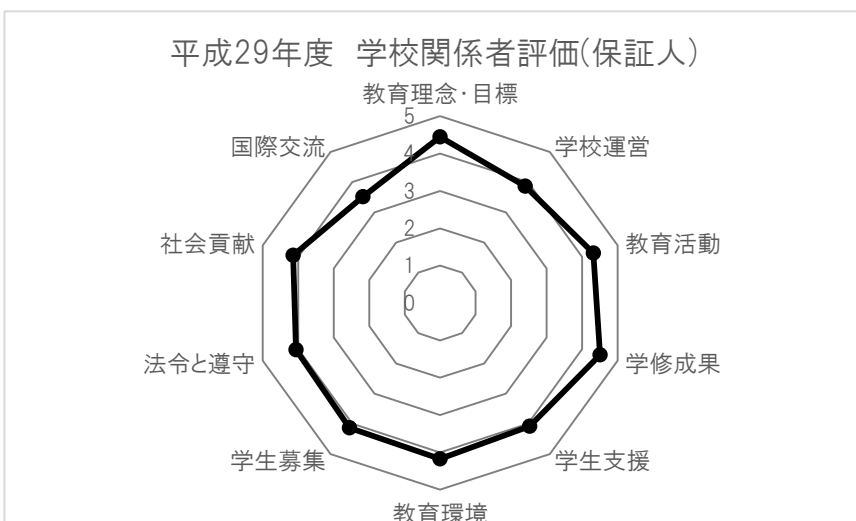 平成29年度 学校関係者評価(保証人)
教育理念・目標
学校運営
教育活動
学修成果
学生支援
教育環境
学生募集
法令と遵守
社会貢献
国際交流
5
4
3
2
1
0